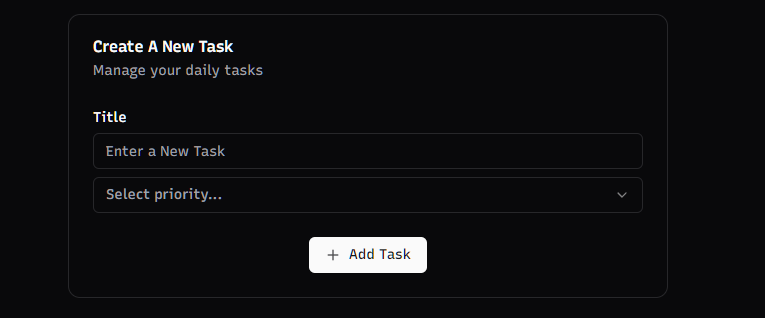 Create A New Task
Manage your daily tasks
Title
Enter a New Task
Select priority...
Add Task